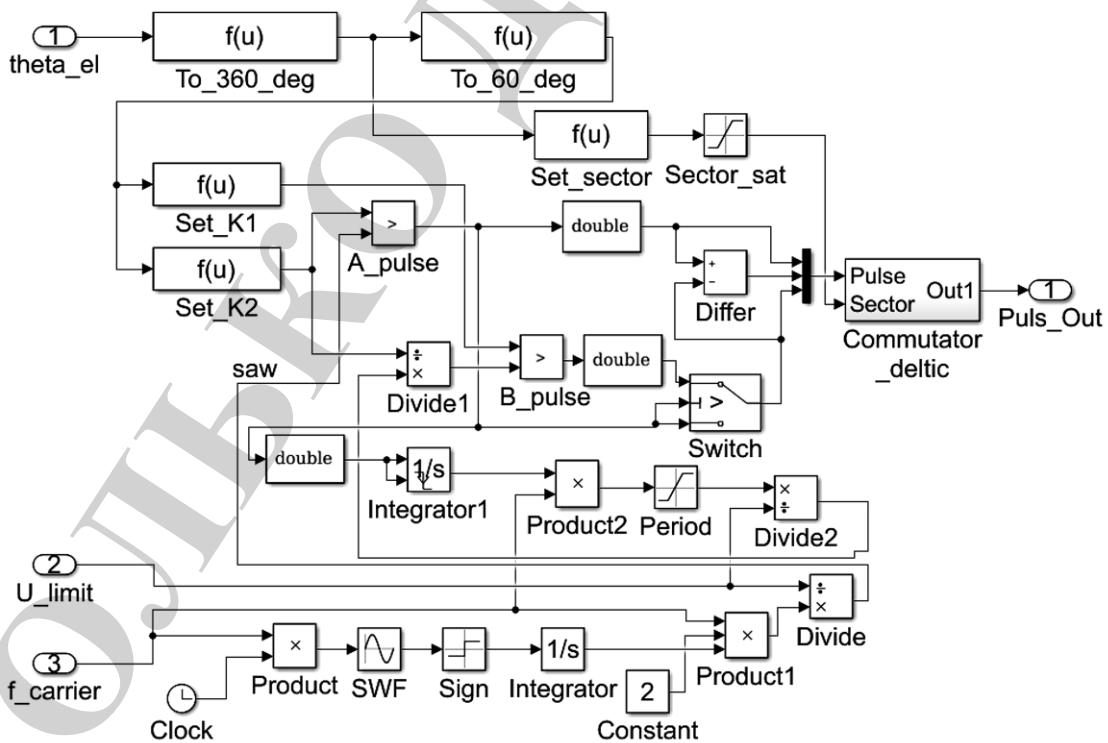 1
theta_el
f(u)
To_360_deg
f(u)
To_60_deg
f(u)
Set_sector
Sector_sat
f(u)
Set_K1
f(u)
Set_K2
>
A_pulse
double
+
−
Differ
Pulse
Sector
Out1
Commutator
_deltic
1
Puls_Out
saw
÷
×
Divide1
>
B_pulse
double
>
Switch
double
1/s
Integrator1
×
Product2
Period
×
÷
Divide2
2
U_limit
÷
×
Divide
3
f_carrier
Clock
×
Product
SWF
Sign
1/s
Integrator
2
Constant
×
Product1
ОЛЬКО Д